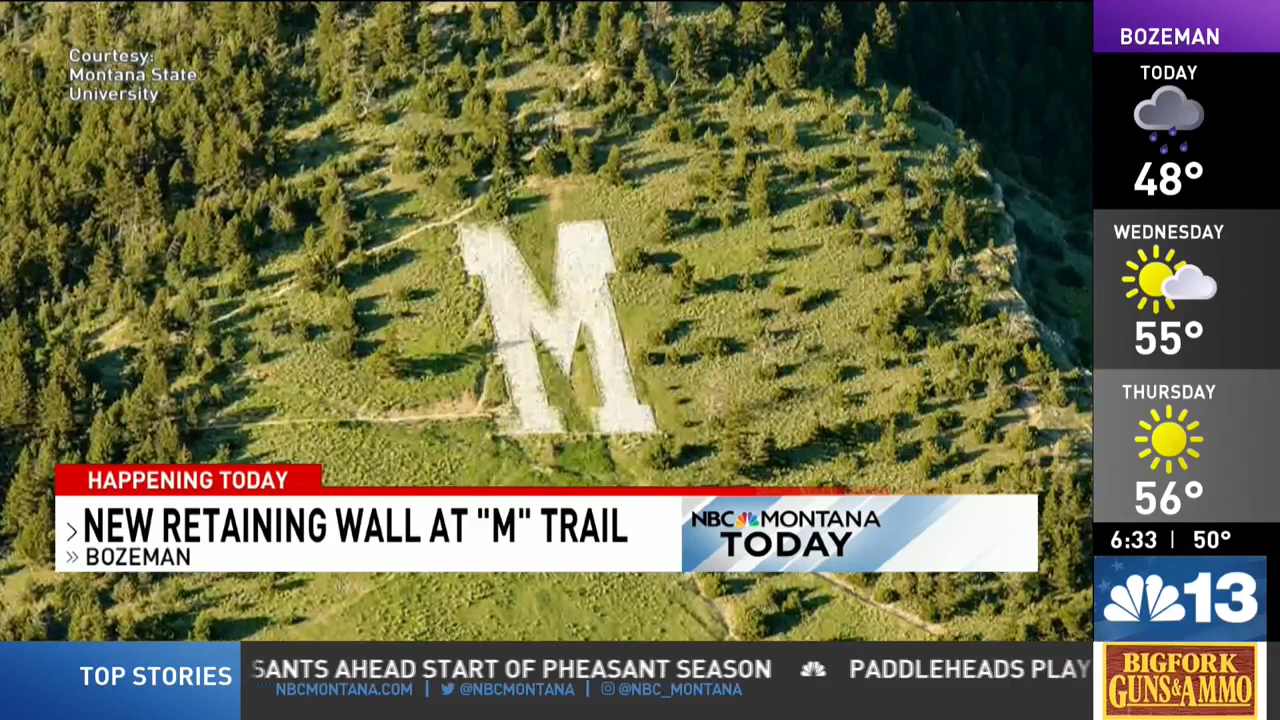 Courtesy:
Montana State
University
M
HAPPENING TODAY
NEW RETAINING WALL AT "M" TRAIL
BOZEMAN
NBC MONTANA
TODAY
BOZEMAN
TODAY
48°
WEDNESDAY
55°
THURSDAY
56°
6:33 | 50°
13
BIGFORK
GUNS & AMMO
TOP STORIES
SANTS AHEAD START OF PHEASANT SEASON PADDLEHEADS PLAY
NBCMONTANA.COM | @NBCMONTANA | @NBC_MONTANA